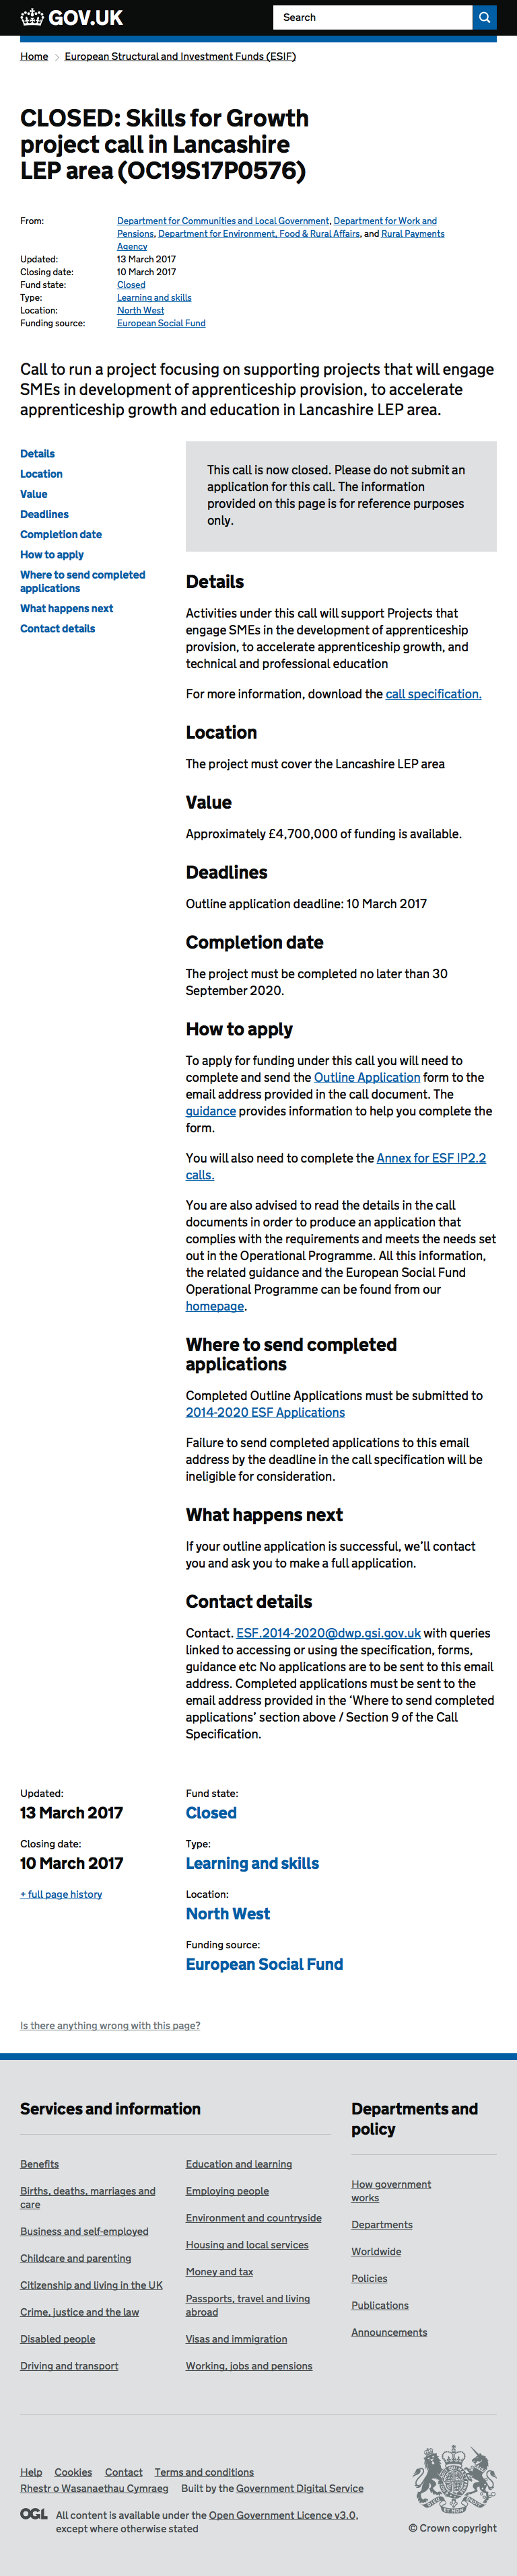 GOV.UK
Search
Home > European Structural and Investment Funds (ESIF)
CLOSED: Skills for Growth
project call in Lancashire
LEP area (OC19S17P0576)
From: Department for Communities and Local Government, Department for Work and
Pensions, Department for Environment, Food & Rural Affairs, and Rural Payments
Agency
Updated: 13 March 2017
Closing date: 10 March 2017
Fund state: Closed
Type: Learning and skills
Location: North West
Funding source: European Social Fund
Call to run a project focusing on supporting projects that will engage
SMEs in development of apprenticeship provision, to accelerate
apprenticeship growth and education in Lancashire LEP area.
Details
Location
Value
Deadlines
Completion date
How to apply
Where to send completed
applications
What happens next
Contact details
This call is now closed. Please do not submit an
application for this call. The information
provided on this page is for reference purposes
only.
Details
Activities under this call will support Projects that
engage SMEs in the development of apprenticeship
provision, to accelerate apprenticeship growth, and
technical and professional education
For more information, download the call specification.
Location
The project must cover the Lancashire LEP area
Value
Approximately £4,700,000 of funding is available.
Deadlines
Outline application deadline: 10 March 2017
Completion date
The project must be completed no later than 30
September 2020.
How to apply
To apply for funding under this call you will need to
complete and send the Outline Application form to the
email address provided in the call document. The
guidance provides information to help you complete the
form.
You will also need to complete the Annex for ESF IP2.2
calls.
You are also advised to read the details in the call
documents in order to produce an application that
complies with the requirements and meets the needs set
out in the Operational Programme. All this information,
the related guidance and the European Social Fund
Operational Programme can be found from our
homepage.
Where to send completed
applications
Completed Outline Applications must be submitted to
2014-2020 ESF Applications
Failure to send completed applications to this email
address by the deadline in the call specification will be
ineligible for consideration.
What happens next
If your outline application is successful, we'll contact
you and ask you to make a full application.
Contact details
Contact. ESF.2014-2020@dwp.gsi.gov.uk with queries
linked to accessing or using the specification, forms,
guidance etc No applications are to be sent to this email
address. Completed applications must be sent to the
email address provided in the ‘Where to send completed
applications’ section above / Section 9 of the Call
Specification.
Updated:
13 March 2017
Closing date:
10 March 2017
+ full page history
Fund state:
Closed
Type:
Learning and skills
Location:
North West
Funding source:
European Social Fund
Is there anything wrong with this page?
Services and information
Benefits
Births, deaths, marriages and
care
Business and self-employed
Childcare and parenting
Citizenship and living in the UK
Crime, justice and the law
Disabled people
Driving and transport
Education and learning
Employing people
Environment and countryside
Housing and local services
Money and tax
Passports, travel and living
abroad
Visas and immigration
Working, jobs and pensions
Departments and
policy
How government
works
Departments
Worldwide
Policies
Publications
Announcements
Help Cookies Contact Terms and conditions
Rhestr o Wasanaethau Cymraeg Built by the Government Digital Service
OGL All content is available under the Open Government Licence v3.0,
except where otherwise stated
© Crown copyright